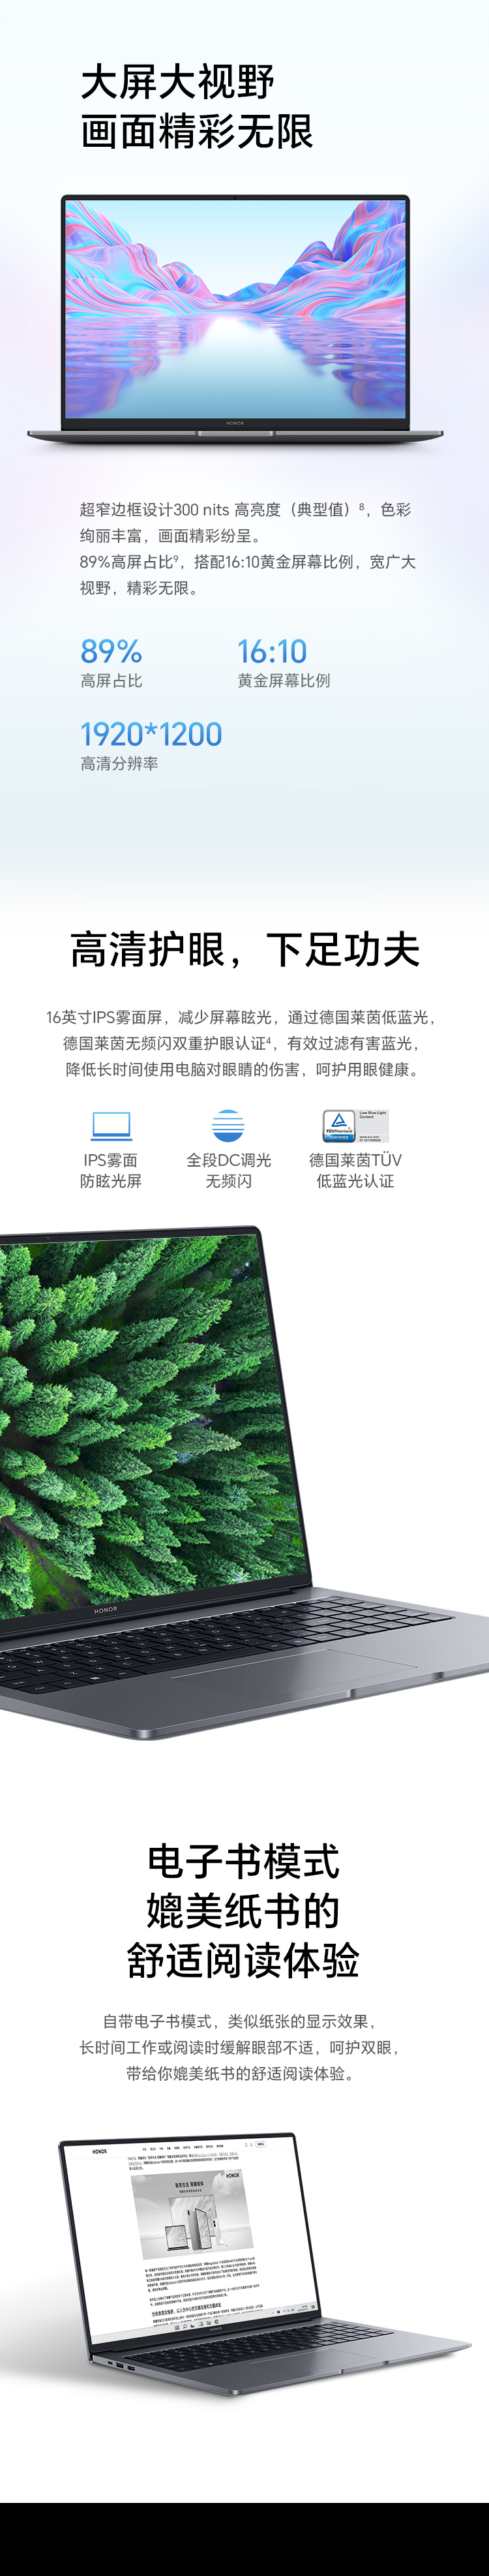 大屏大视野
画面精彩无限
HONOR
超窄边框设计300 nits 高亮度（典型值）⁸，色彩
绚丽丰富，画面精彩纷呈。
89%高屏占比⁹，搭配16:10黄金屏幕比例，宽广大
视野，精彩无限。
89%
高屏占比
16:10
黄金屏幕比例
1920*1200
高清分辨率
高清护眼，下足功夫
16英寸IPS雾面屏，减少屏幕眩光，通过德国莱茵低蓝光，
德国莱茵无频闪双重护眼认证⁴，有效过滤有害蓝光，
降低长时间使用电脑对眼睛的伤害，呵护用眼健康。
TÜVRheinland
CERTIFIED
Low Blue Light
Content
IPS雾面
防眩光屏
全段DC调光
无频闪
德国莱茵TÜV
低蓝光认证
HONOR
电子书模式
媲美纸书的
舒适阅读体验
自带电子书模式，类似纸张的显示效果，
长时间工作或阅读时缓解眼部不适，呵护双眼，
带给你媲美纸书的舒适阅读体验。
HONOR
HONOR